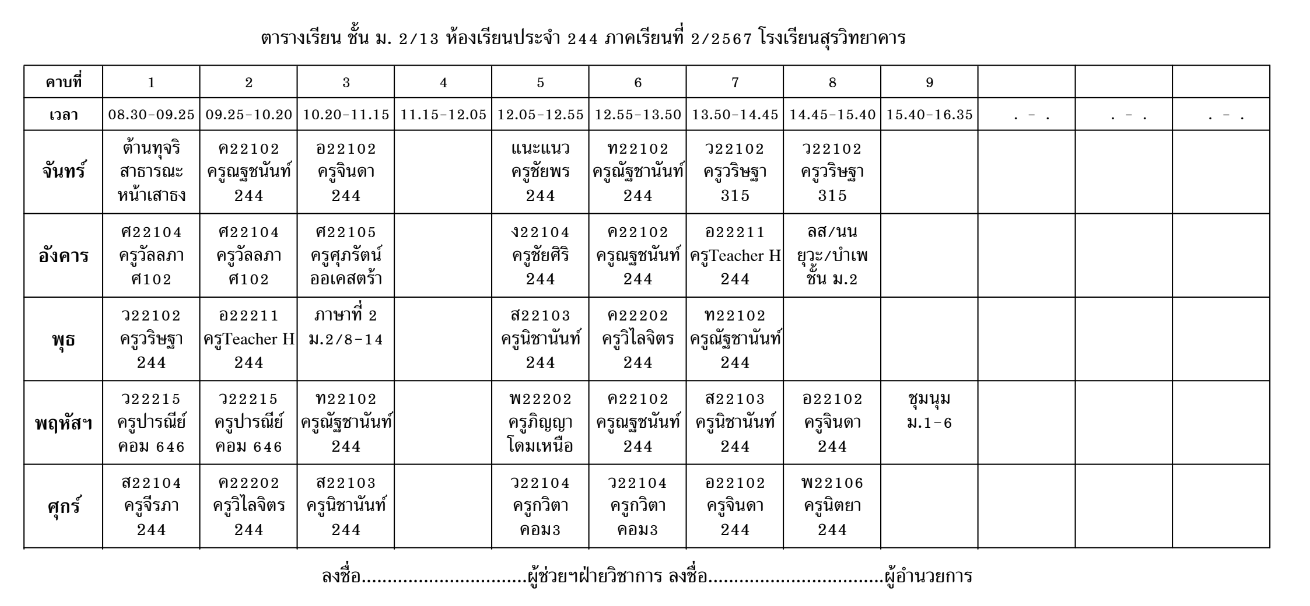 ตารางเรียน ชั้น ม. 2/13 ห้องเรียนประจำ 244 ภาคเรียนที่ 2/2567 โรงเรียนสุรวิทยาคาร
คาบที่ 1 2 3 4 5 6 7 8 9
เวลา 08.30-09.25 09.25-10.20 10.20-11.15 11.15-12.05 12.05-12.55 12.55-13.50 13.50-14.45 14.45-15.40 15.40-16.35 . - . . - . . - .
ต้านทุจริ ค22102 อ22102 แนะแนว ท22102 ว22102 ว22102
จันทร์ สาธารณะ ครูณฐชนันท์ ครูจินดา ครูชัยพร ครูณัฐชานันท์ ครูวริษฐา ครูวริษฐา
หน้าเสาธง 244 244 244 244 315 315
ศ22104 ศ22104 ศ22105 ง22104 ค22102 อ22211 ลส/นน
อังคาร ครูวัลลภา ครูวัลลภา ครูศุภรัตน์ ครูชัยศิริ ครูณฐชนันท์ ครูTeacher H ยุวะ/บำเพ
ศ102 ศ102 ออเคสตร้า 244 244 244 ชั้น ม.2
ว22102 อ22211 ภาษาที่ 2 ส22103 ค22202 ท22102
พุธ ครูวริษฐา ครูTeacher H ม.2/8-14 ครูนิชานันท์ ครูวิไลจิตร ครูณัฐชานันท์
244 244 244 244 244
ว22215 ว22215 ท22102 พ22202 ค22102 ส22103 อ22102 ชุมนุม
พฤหัสฯ ครูปารณีย์ ครูปารณีย์ ครูณัฐชานันท์ ครูภิญญา ครูณฐชนันท์ ครูนิชานันท์ ครูจินดา ม.1-6
คอม 646 คอม 646 244 โดมเหนือ 244 244 244
ส22104 ค22202 ส22103 ว22104 ว22104 อ22102 พ22106
ศุกร์ ครูจีรภา ครูวิไลจิตร ครูนิชานันท์ ครูกวิตา ครูกวิตา ครูจินดา ครูนิตยา
244 244 244 คอม3 คอม3 244 244
ลงชื่อ................................ผู้ช่วยฯฝ่ายวิชาการ ลงชื่อ..................................ผู้อำนวยการ